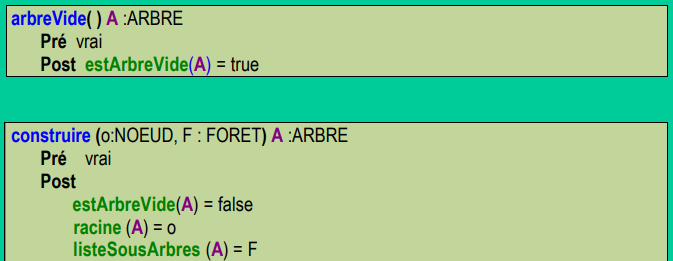 arbreVide( ) A :ARBRE
Pré vrai
Post estArbreVide(A) = true
construire (o:NOEUD, F : FORET) A :ARBRE
Pré vrai
Post
estArbreVide(A) = false
racine (A) = o
listeSousArbres (A) = F